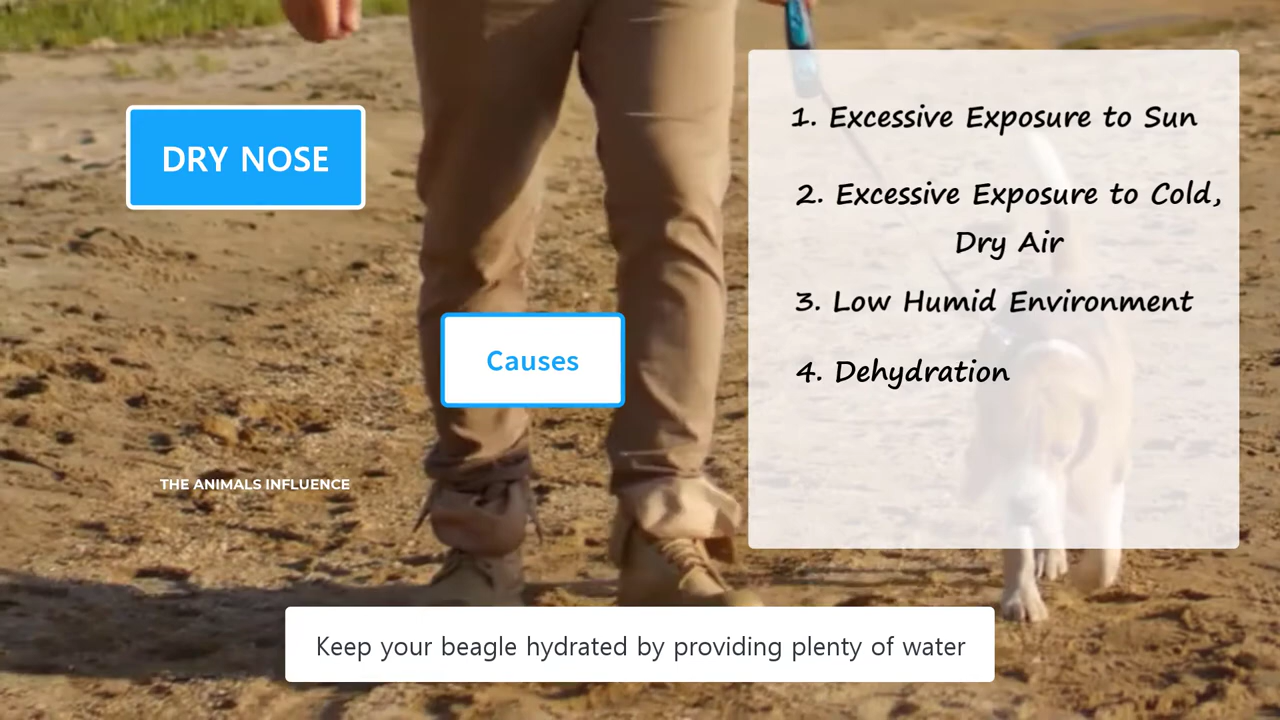 DRY NOSE
Causes
1. Excessive Exposure to Sun
2. Excessive Exposure to Cold,
Dry Air
3. Low Humid Environment
4. Dehydration
THE ANIMALS INFLUENCE
Keep your beagle hydrated by providing plenty of water